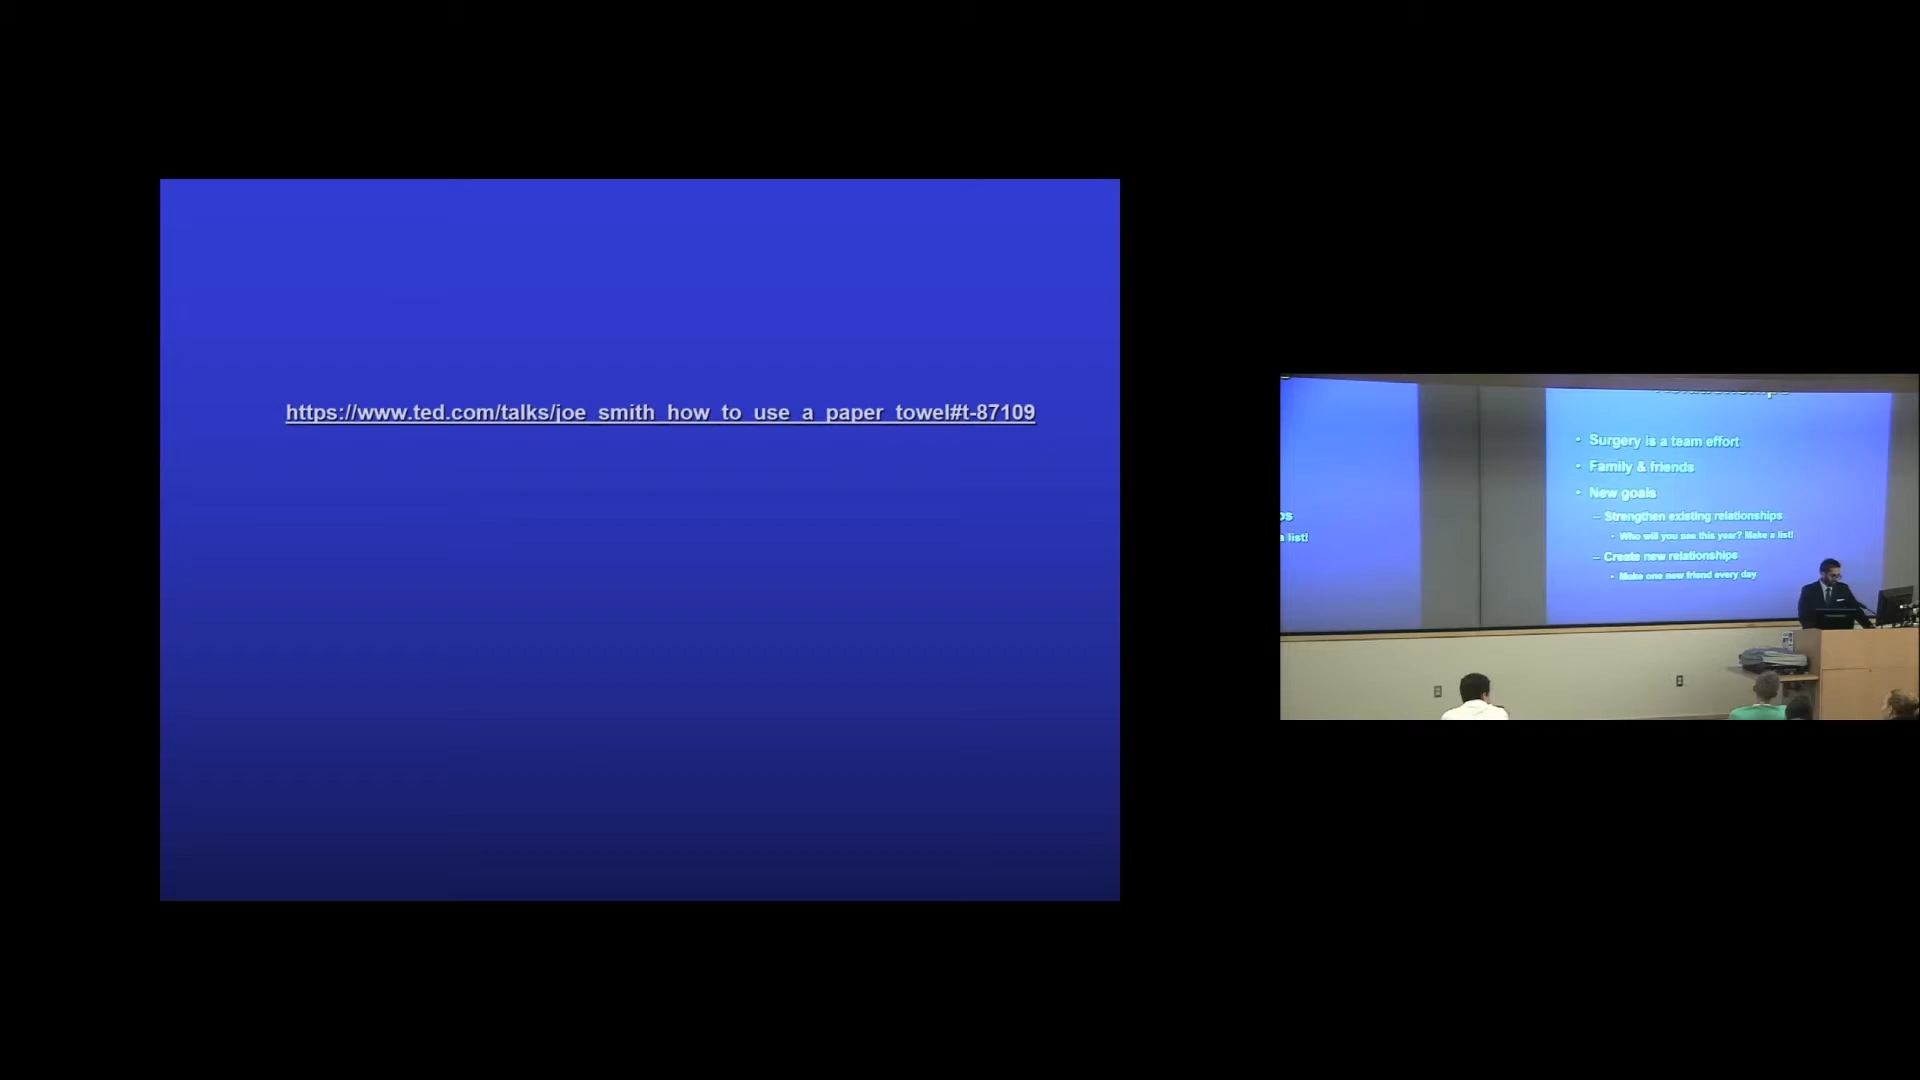 https://www.ted.com/talks/joe_smith_how_to_use_a_paper_towel#t-87109
• Surgery is a team effort
• Family & friends
• New goals
– Strengthen existing relationships
• Who will you see this year? Make a list!
– Create new relationships
• Make one new friend every day
a list!